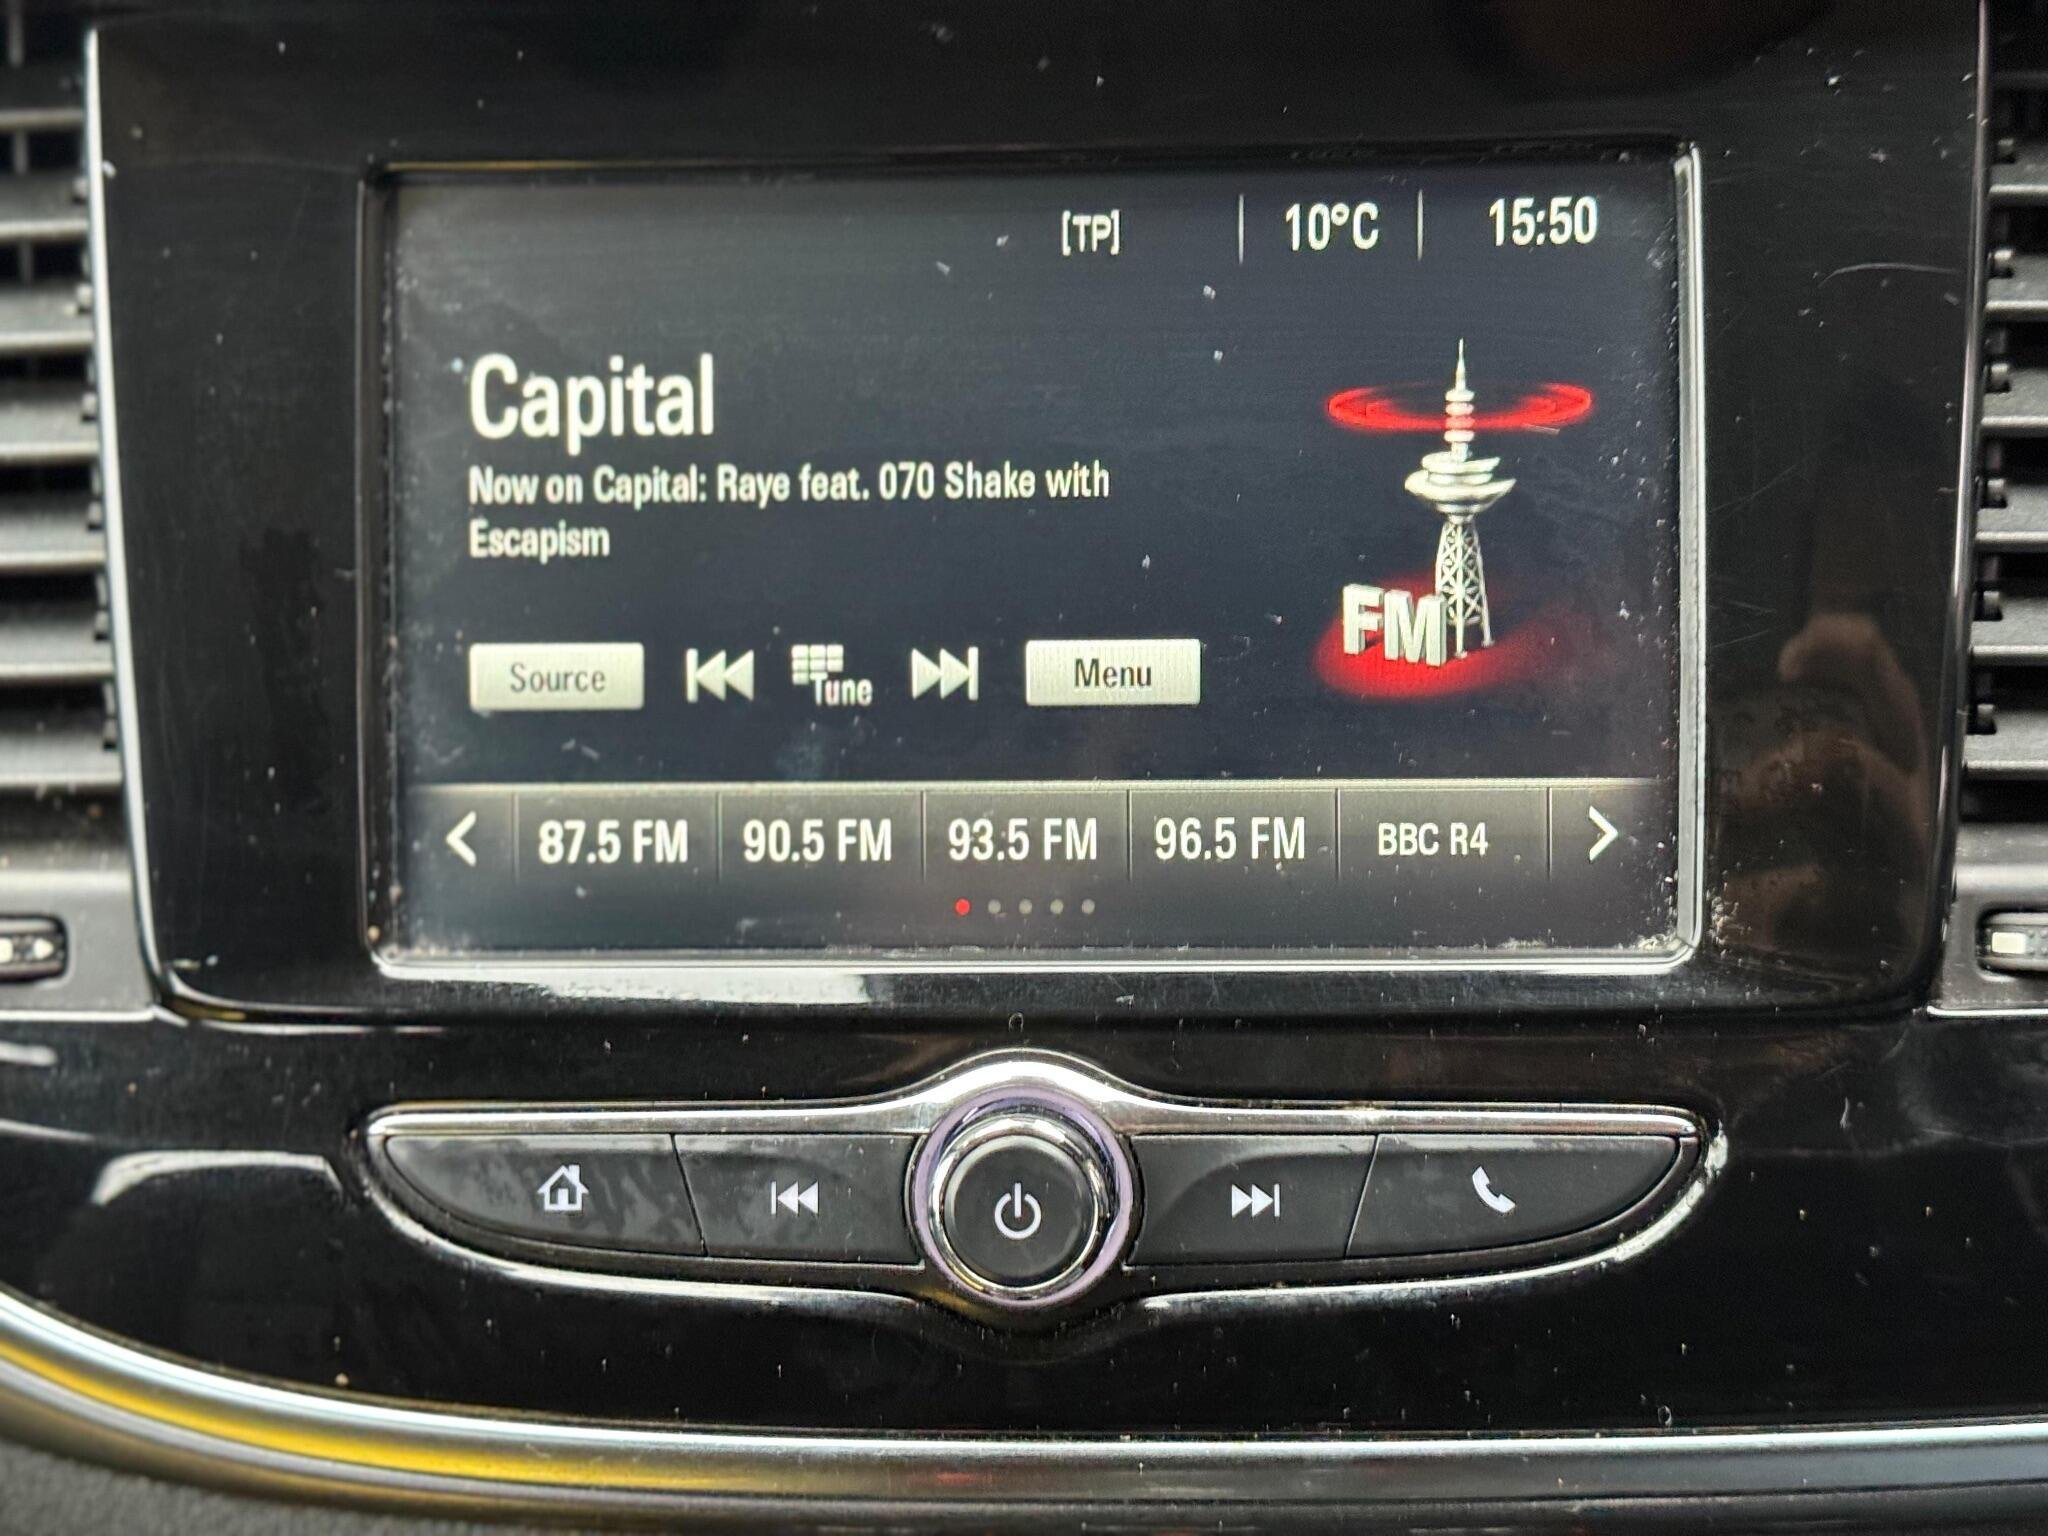 [TP] 10°C 15:50
Capital
Now on Capital: Raye feat. 070 Shake with
Escapism
FM
Source Tune Menu
87.5 FM 90.5 FM 93.5 FM 96.5 FM BBC R4